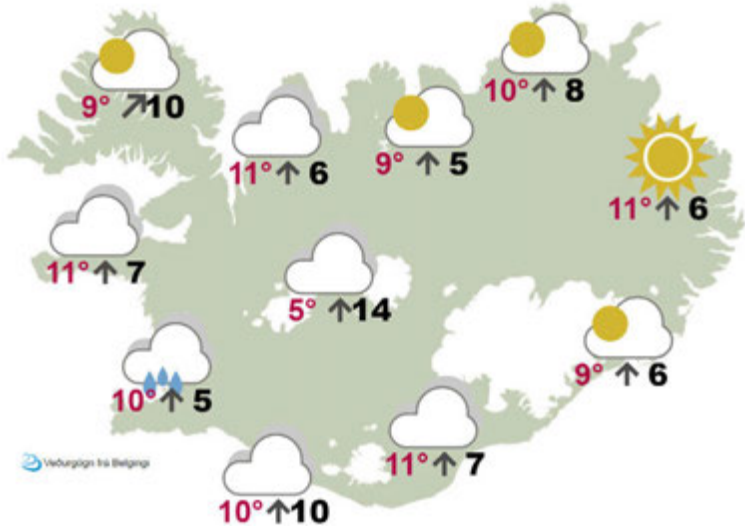 9° ↗ 10
10° ↑ 8
11° ↑ 6
9° ↑ 5
11° ↑ 6
11° ↑ 7
5° ↑ 14
9° ↑ 6
10° ↑ 5
11° ↑ 7
Veðurgögn frá Belgingi
10° ↑ 10